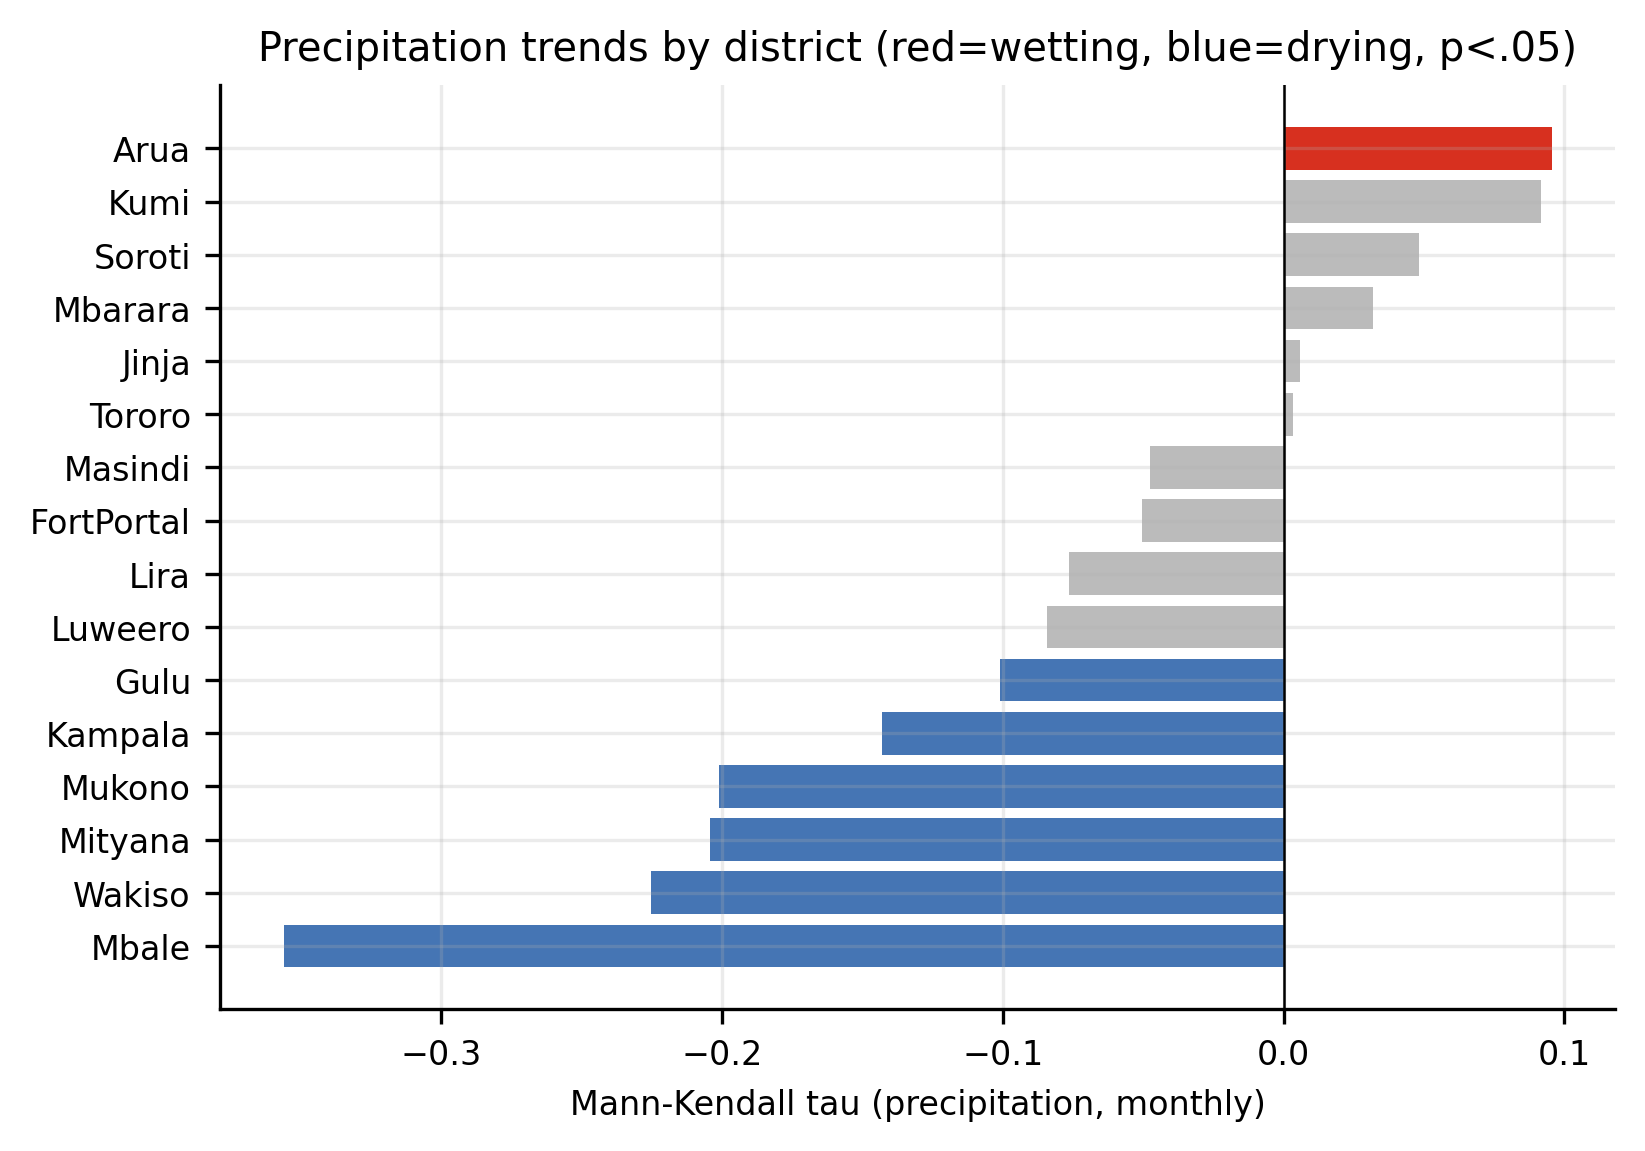 Precipitation trends by district (red=wetting, blue=drying, p<.05)
Arua
Kumi
Soroti
Mbarara
Jinja
Tororo
Masindi
FortPortal
Lira
Luweero
Gulu
Kampala
Mukono
Mityana
Wakiso
Mbale
−0.3 −0.2 −0.1 0.0 0.1
Mann-Kendall tau (precipitation, monthly)